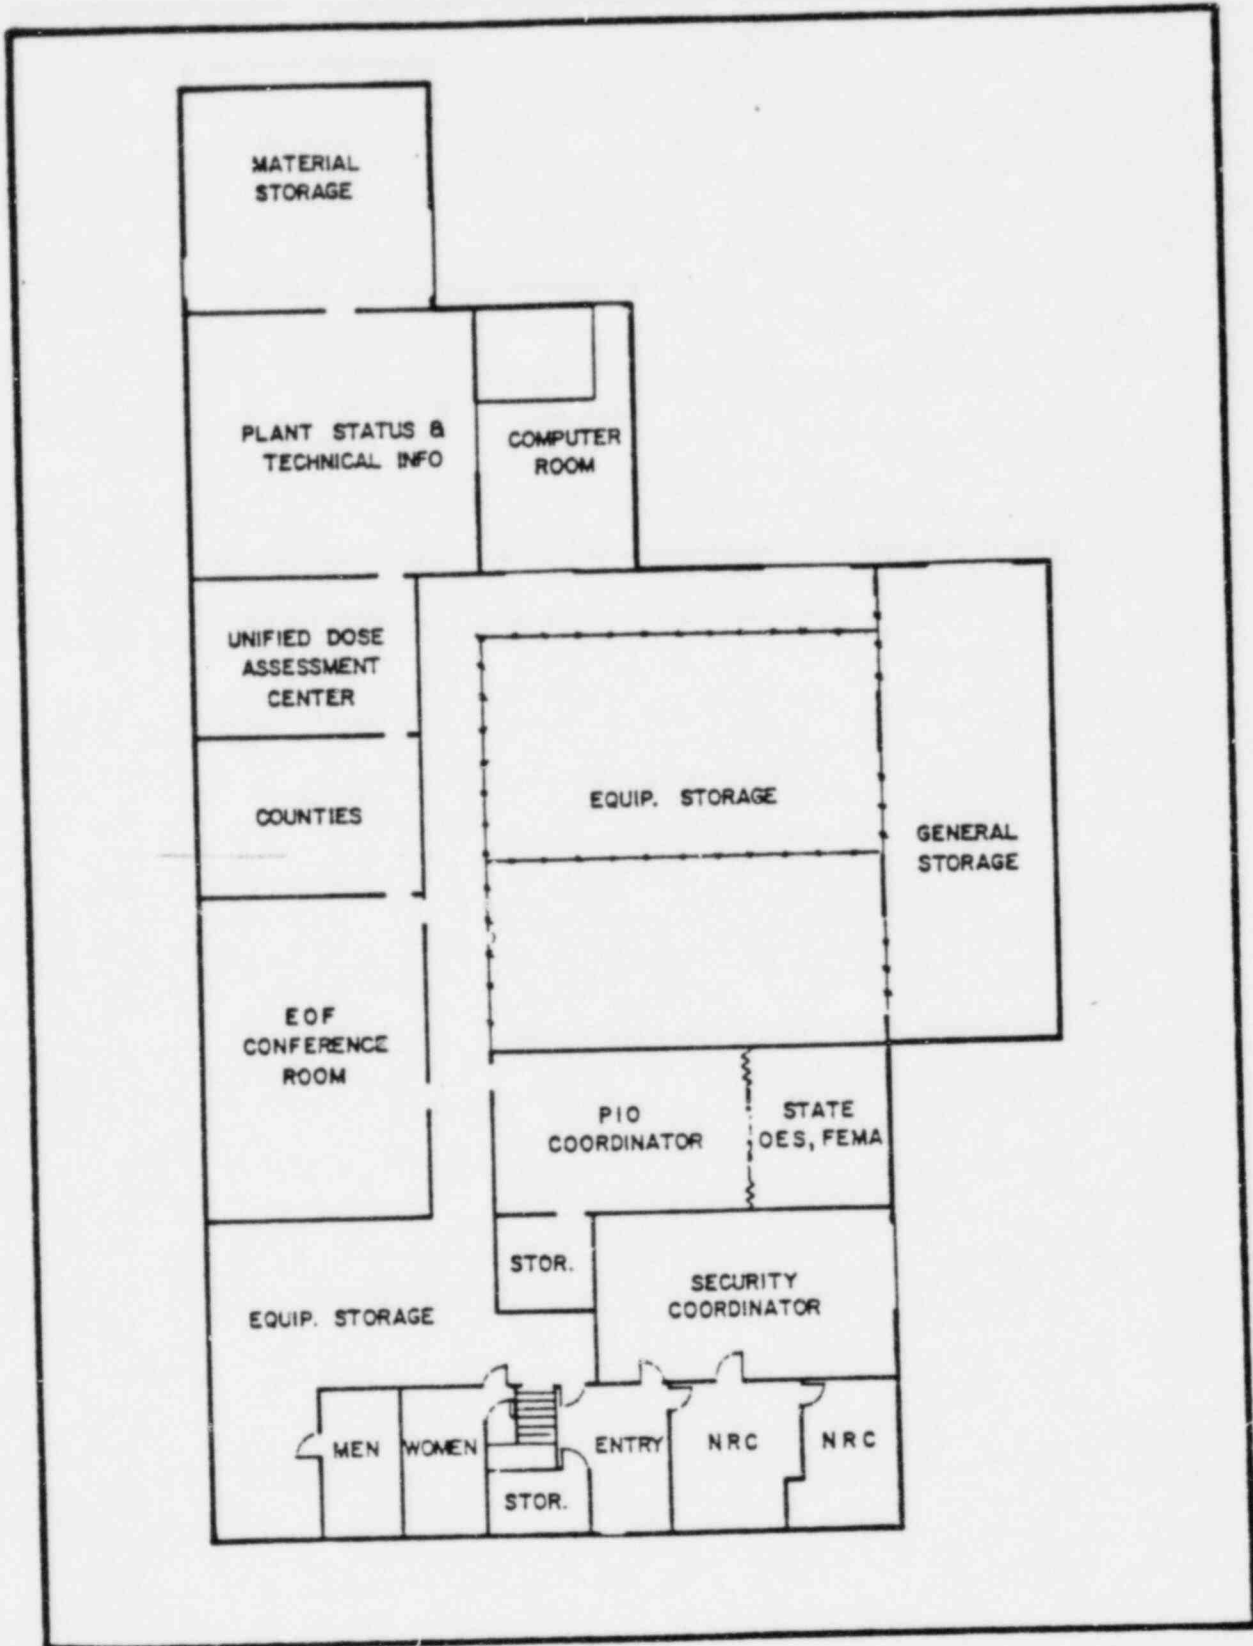 MATERIAL
STORAGE
PLANT STATUS &
TECHNICAL INFO
COMPUTER
ROOM
UNIFIED DOSE
ASSESSMENT
CENTER
EQUIP. STORAGE
COUNTIES
GENERAL
STORAGE
EOF
CONFERENCE
ROOM
PIO
COORDINATOR
STATE
OES, FEMA
STOR.
SECURITY
COORDINATOR
EQUIP. STORAGE
MEN
WOMEN
ENTRY
NRC
NRC
STOR.